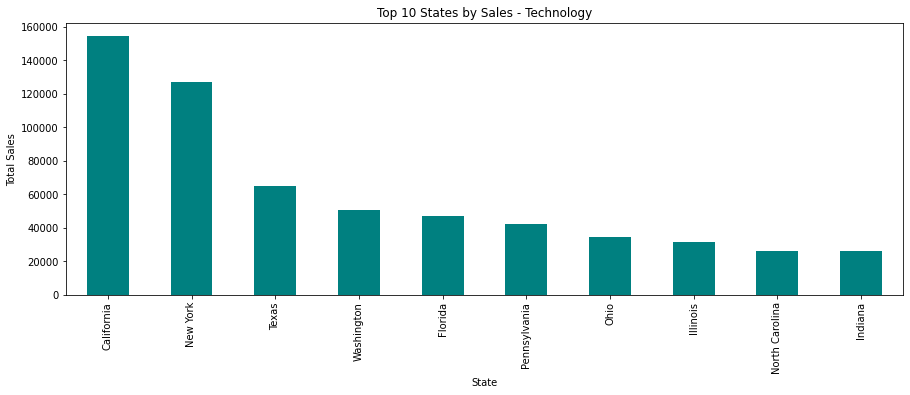 Top 10 States by Sales - Technology
Total Sales
160000
140000
120000
100000
80000
60000
40000
20000
0
California
New York
Texas
Washington
Florida
Pennsylvania
Ohio
Illinois
North Carolina
Indiana
State